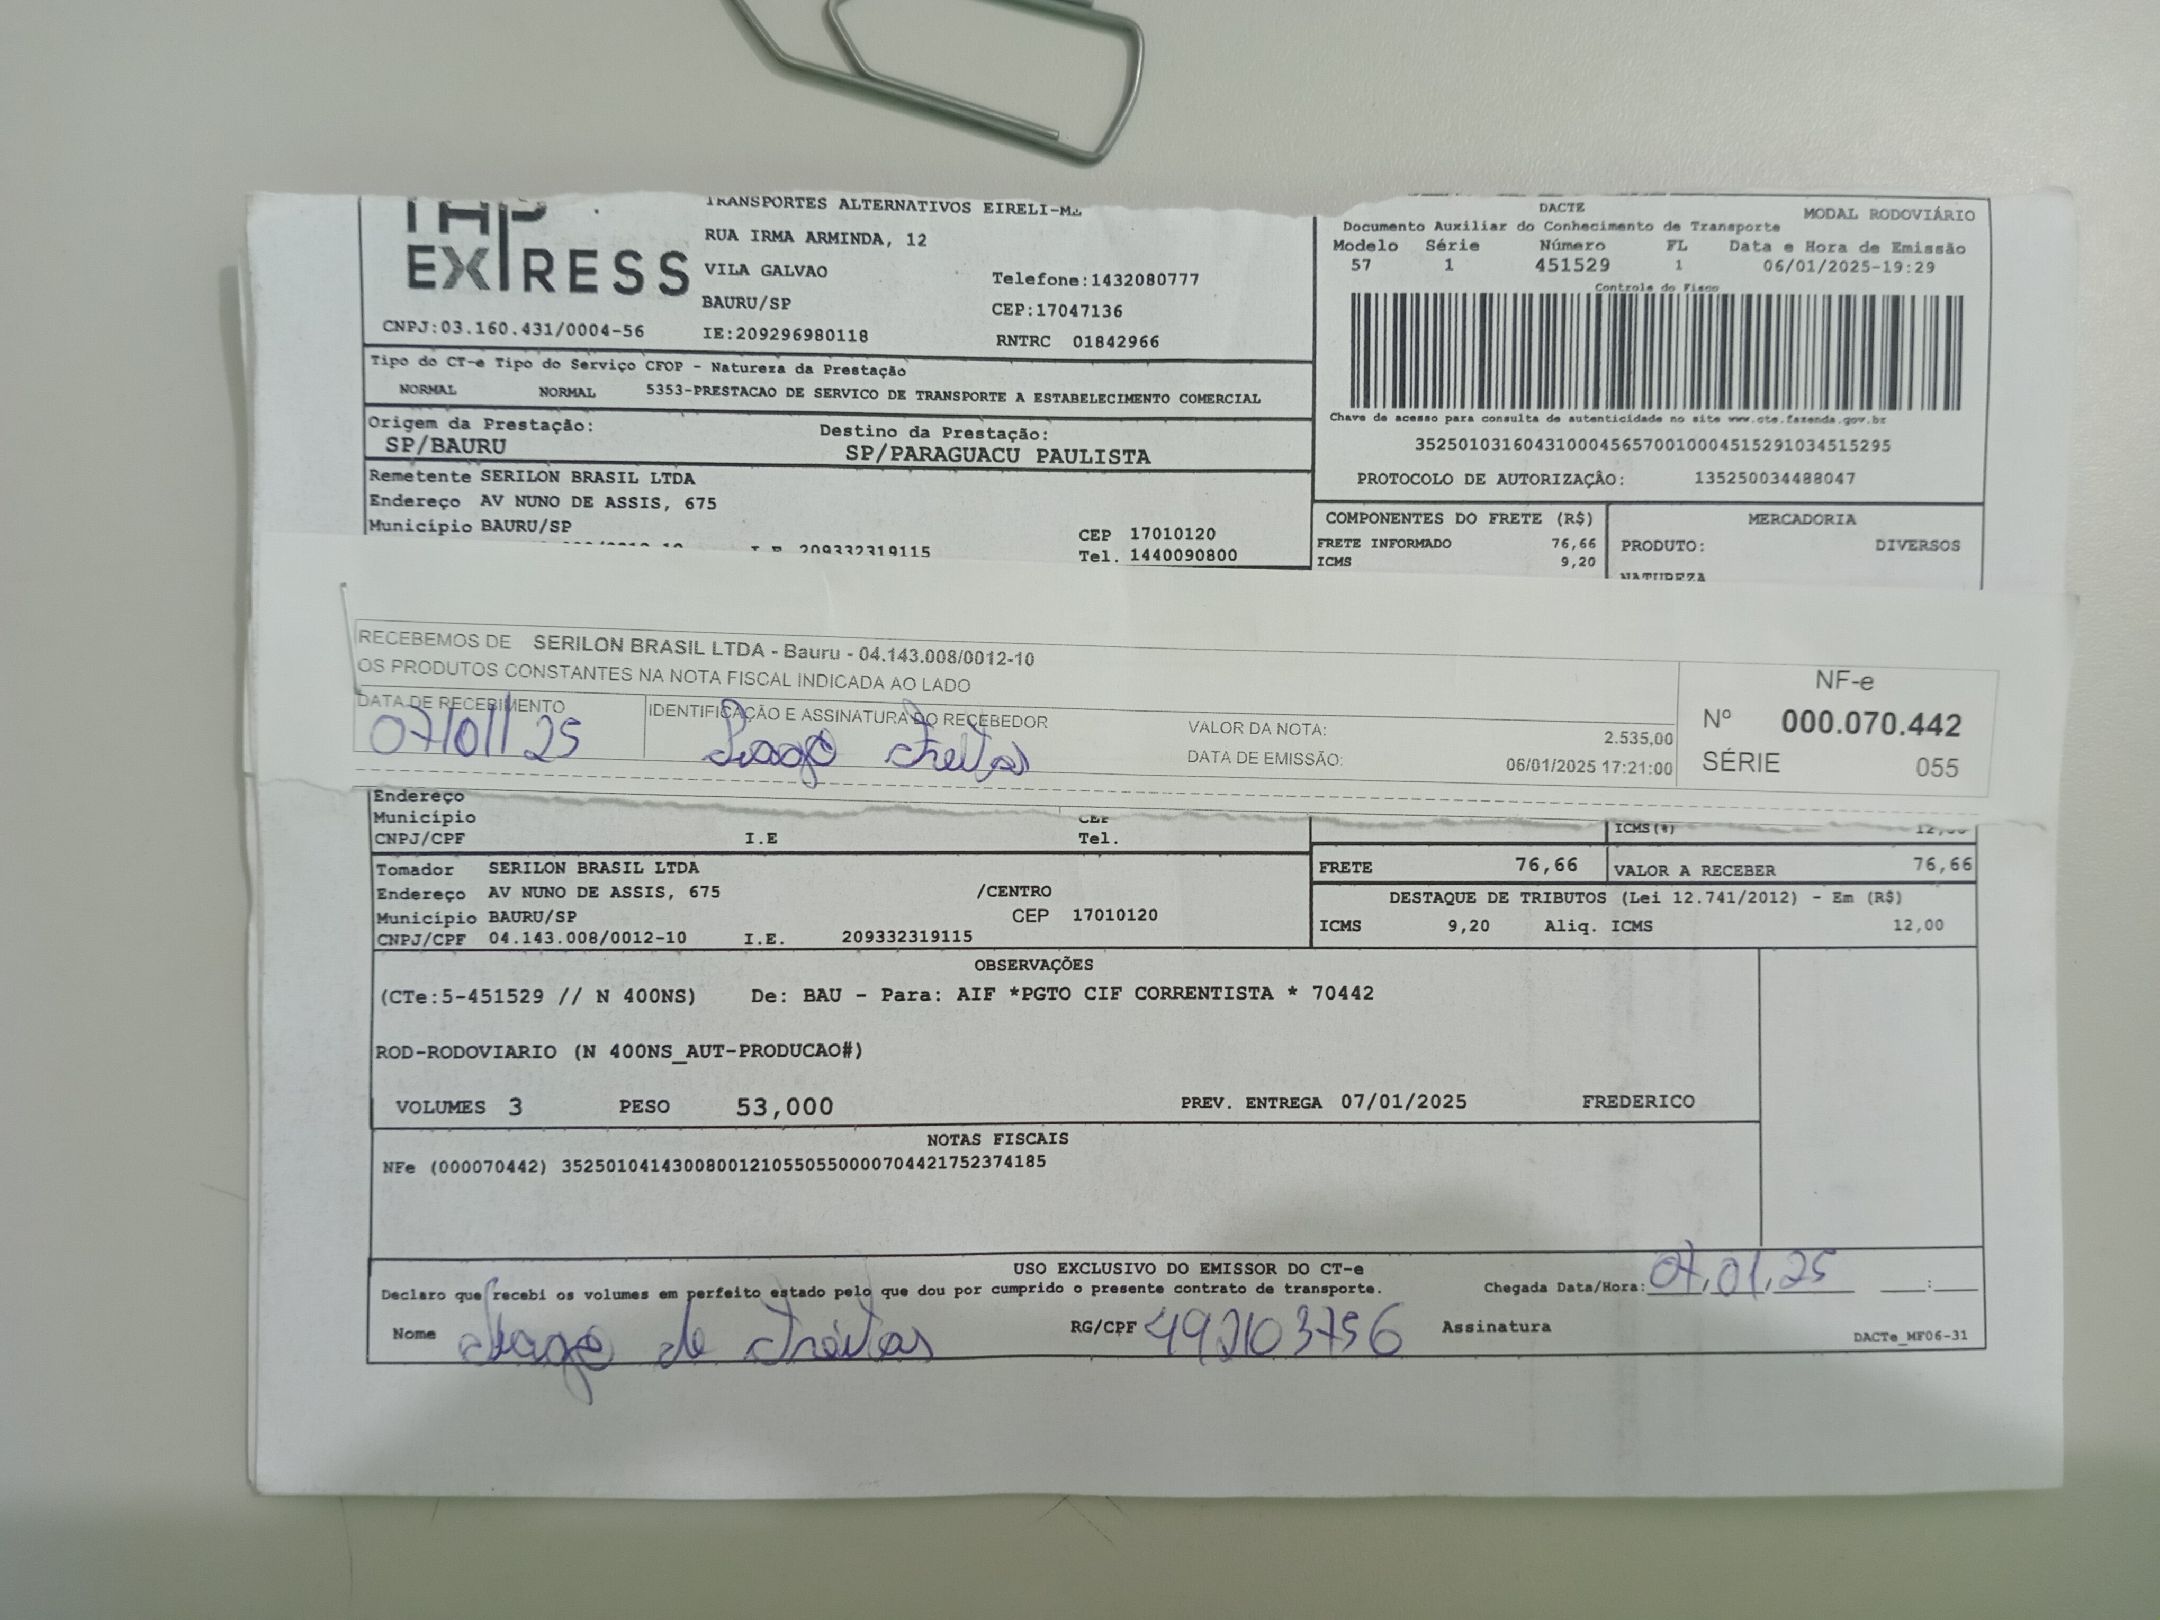 EXPRESS
TRANSPORTES ALTERNATIVOS EIRELI-ME
RUA IRMA ARMINDA, 12
VILA GALVAO
Telefone:1432080777
BAURU/SP
CEP:17047136
CNPJ:03.160.431/0004-56
IE:209296980118
RNTRC 01842966
DACTE
MODAL RODOVIÁRIO
Documento Auxiliar do Conhecimento de Transporte
Modelo Série Número FL Data e Hora de Emissão
57 1 451529 1 06/01/2025-19:29
Controle do Fisco
Chave de acesso para consulta de autenticidade no site www.cte.fazenda.gov.br
35250103160431000456570010004515291034515295
PROTOCOLO DE AUTORIZAÇÃO: 135250034488047
Tipo do CT-e Tipo do Serviço CFOP - Natureza da Prestação
NORMAL NORMAL 5353-PRESTACAO DE SERVICO DE TRANSPORTE A ESTABELECIMENTO COMERCIAL
Origem da Prestação: Destino da Prestação:
SP/BAURU SP/PARAGUACU PAULISTA
Remetente SERILON BRASIL LTDA
Endereço AV NUNO DE ASSIS, 675
Município BAURU/SP CEP 17010120
209332319115 Tel. 1440090800
COMPONENTES DO FRETE (R$)
FRETE INFORMADO 76,66
ICMS 9,20
MERCADORIA
PRODUTO: DIVERSOS
NATUREZA
RECEBEMOS DE SERILON BRASIL LTDA - Bauru - 04.143.008/0012-10
OS PRODUTOS CONSTANTES NA NOTA FISCAL INDICADA AO LADO
DATA DE RECEBIMENTO
07/01/25
IDENTIFICAÇÃO E ASSINATURA DO RECEBEDOR
Freitas
VALOR DA NOTA: 2.535,00
DATA DE EMISSÃO: 06/01/2025 17:21:00
NF-e
Nº 000.070.442
SÉRIE 055
Endereço
Município CEP
CNPJ/CPF I.E Tel.
ICMS(%) 12,00
Tomador SERILON BRASIL LTDA
Endereço AV NUNO DE ASSIS, 675 /CENTRO
Município BAURU/SP CEP 17010120
CNPJ/CPF 04.143.008/0012-10 I.E. 209332319115
FRETE 76,66 VALOR A RECEBER 76,66
DESTAQUE DE TRIBUTOS (Lei 12.741/2012) - Em (R$)
ICMS 9,20 Aliq. ICMS 12,00
OBSERVAÇÕES
(CTe:5-451529 // N 400NS) De: BAU - Para: AIF *PGTO CIF CORRENTISTA * 70442
ROD-RODOVIARIO (N 400NS_AUT-PRODUCAO#)
VOLUMES 3 PESO 53,000 PREV. ENTREGA 07/01/2025 FREDERICO
NOTAS FISCAIS
NFe (000070442) 35250104143008001210550550000704421752374185
USO EXCLUSIVO DO EMISSOR DO CT-e
Declaro que recebi os volumes em perfeito estado pelo que dou por cumprido o presente contrato de transporte.
Chegada Data/Hora: 07,01,25 :
Nome de Freitas RG/CPF 492103756 Assinatura
DACTe_MF06-31